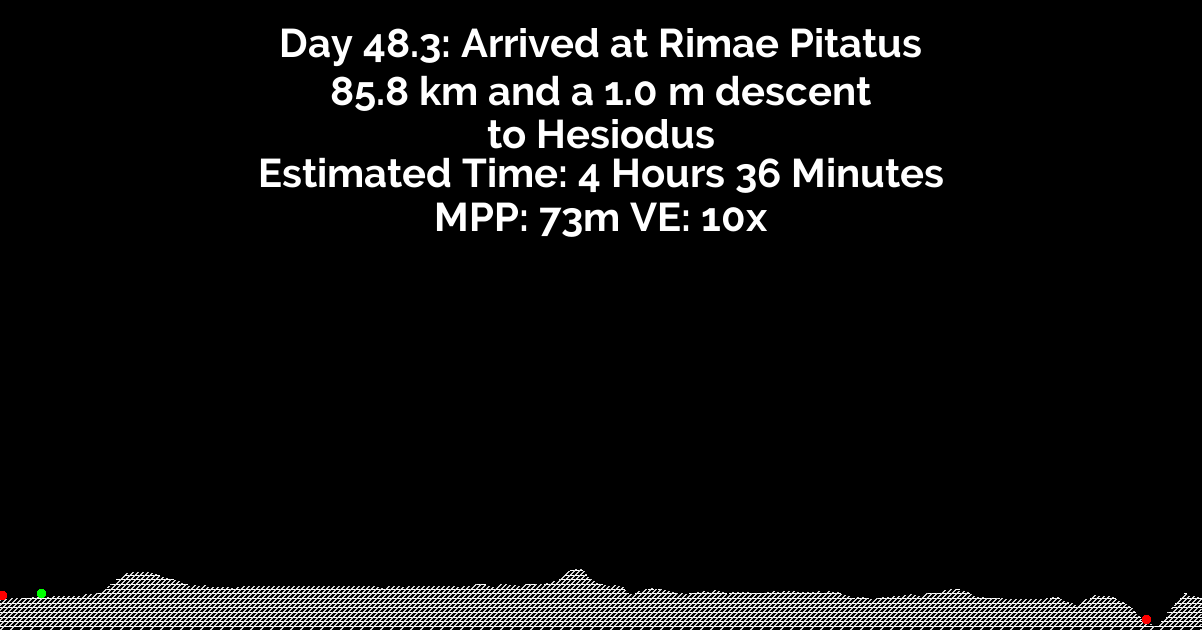 Day 48.3: Arrived at Rimae Pitatus
85.8 km and a 1.0 m descent
to Hesiodus
Estimated Time: 4 Hours 36 Minutes
MPP: 73m VE: 10x